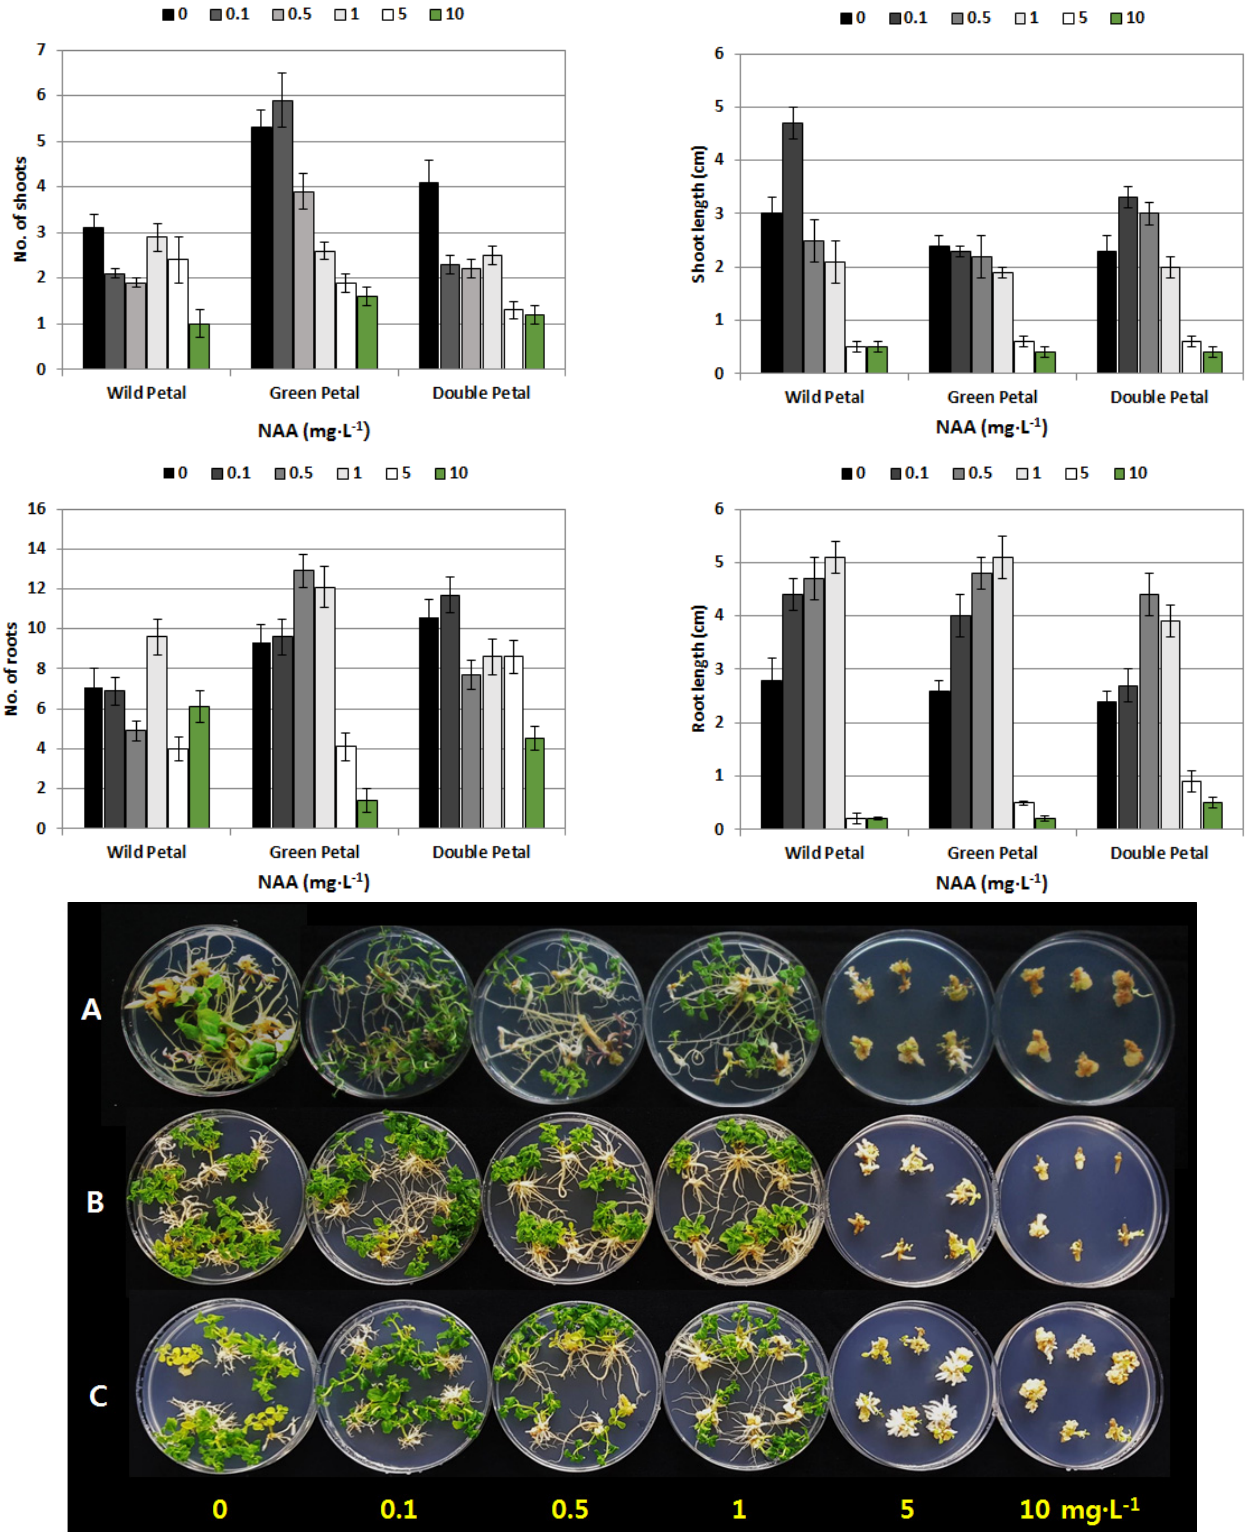 0 0.1 0.5 1 5 10
7
6
5
4
3
2
1
0
No. of shoots
Wild Petal Green Petal Double Petal
NAA (mg·L-1)
0 0.1 0.5 1 5 10
6
5
4
3
2
1
0
Shoot length (cm)
Wild Petal Green Petal Double Petal
NAA (mg·L-1)
0 0.1 0.5 1 5 10
16
14
12
10
8
6
4
2
0
No. of roots
Wild Petal Green Petal Double Petal
NAA (mg·L-1)
0 0.1 0.5 1 5 10
6
5
4
3
2
1
0
Root length (cm)
Wild Petal Green Petal Double Petal
NAA (mg·L-1)
A
B
C
0 0.1 0.5 1 5 10 mg·L-1